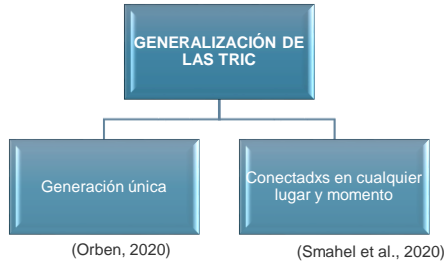 GENERALIZACIÓN DE
LAS TRIC
Generación única
Conectadxs en cualquier
lugar y momento
(Orben, 2020)
(Smahel et al., 2020)